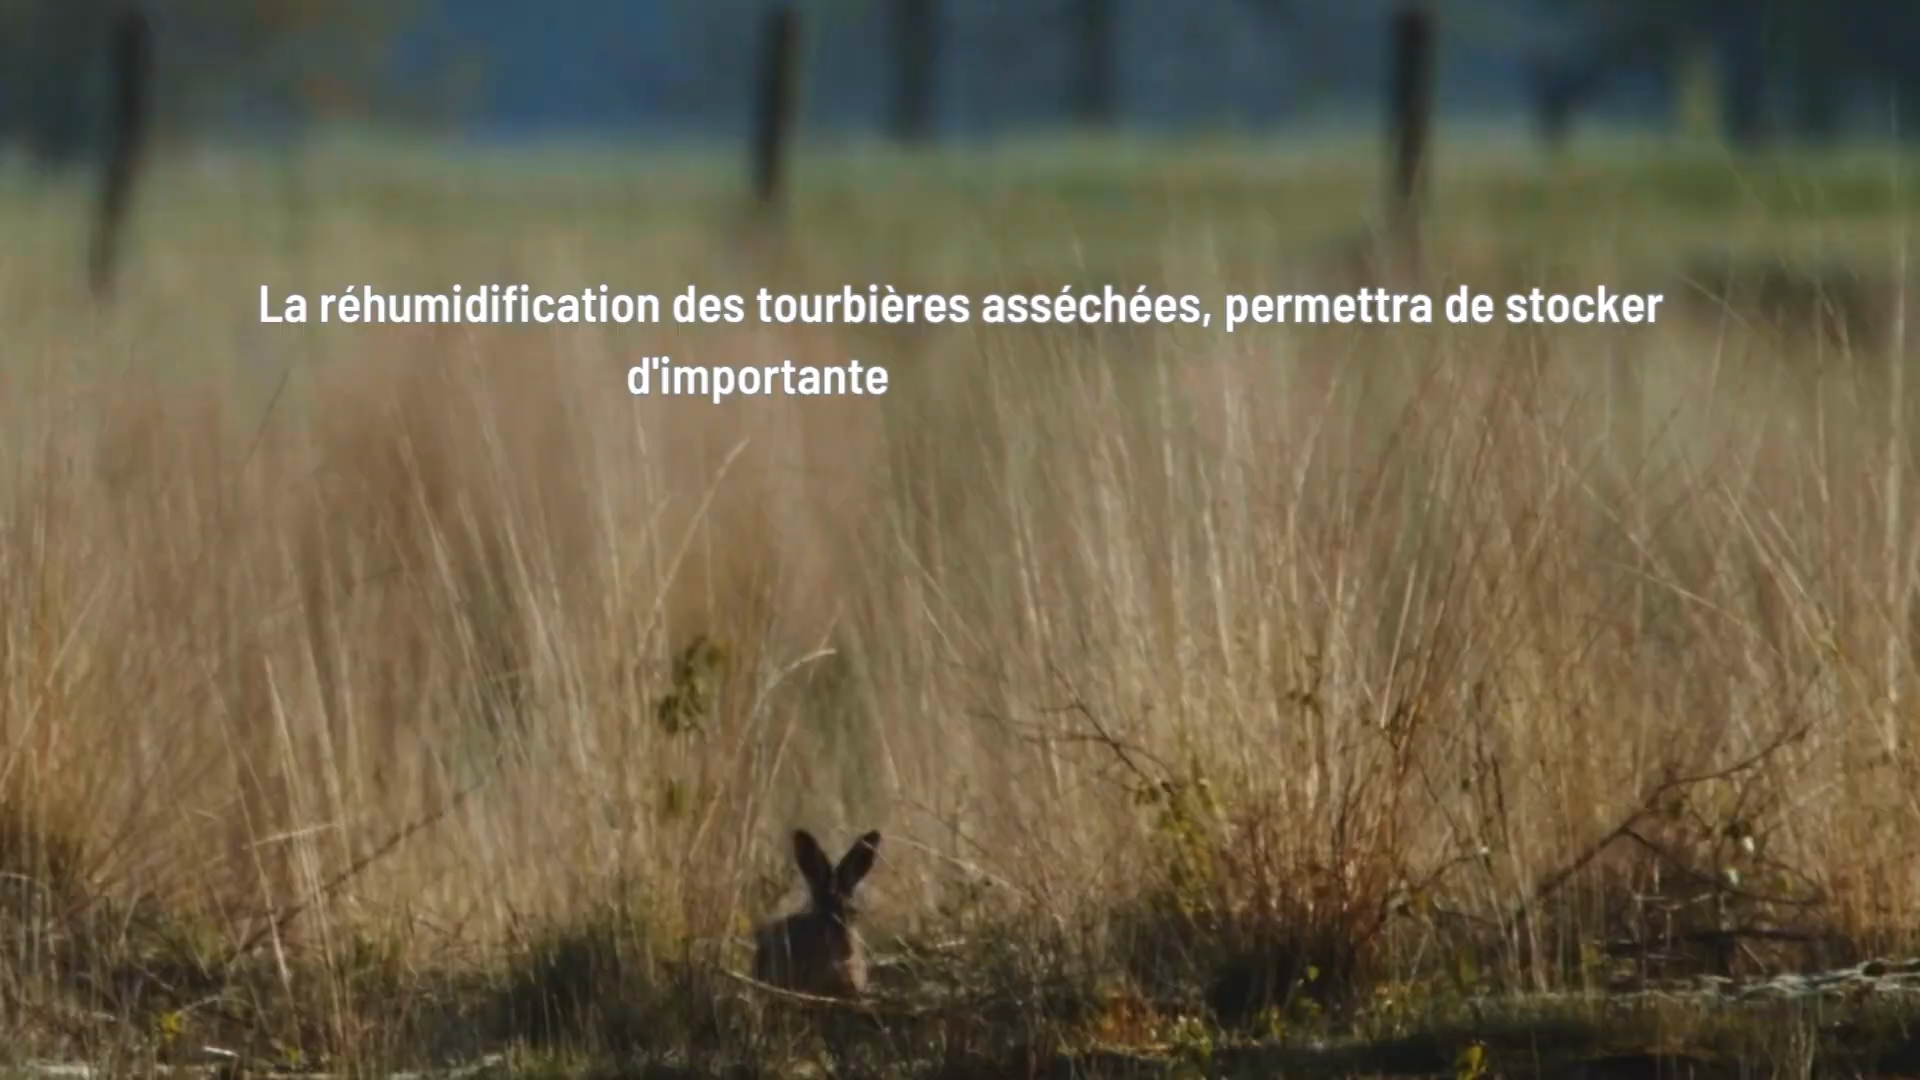 La réhumidification des tourbières asséchées, permettra de stocker
d'importante